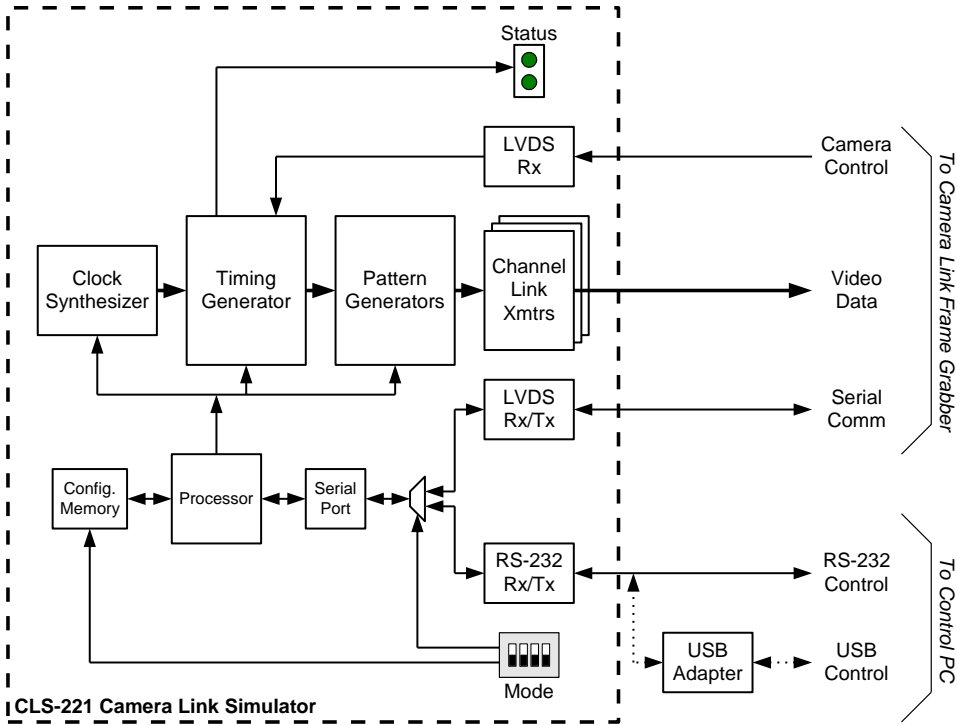 Status
LVDS
Rx
Camera
Control
Clock
Synthesizer
Timing
Generator
Pattern
Generators
Channel
Link
Xmtrs
Video
Data
To Camera Link Frame Grabber
LVDS
Rx/Tx
Serial
Comm
Config.
Memory
Processor
Serial
Port
RS-232
Rx/Tx
RS-232
Control
USB
Adapter
USB
Control
To Control PC
Mode
CLS-221 Camera Link Simulator